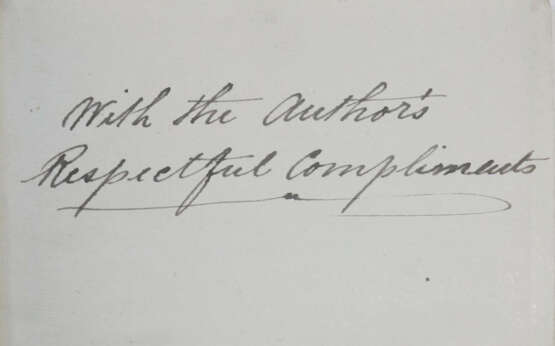 With the Author's
Respectful Compliments